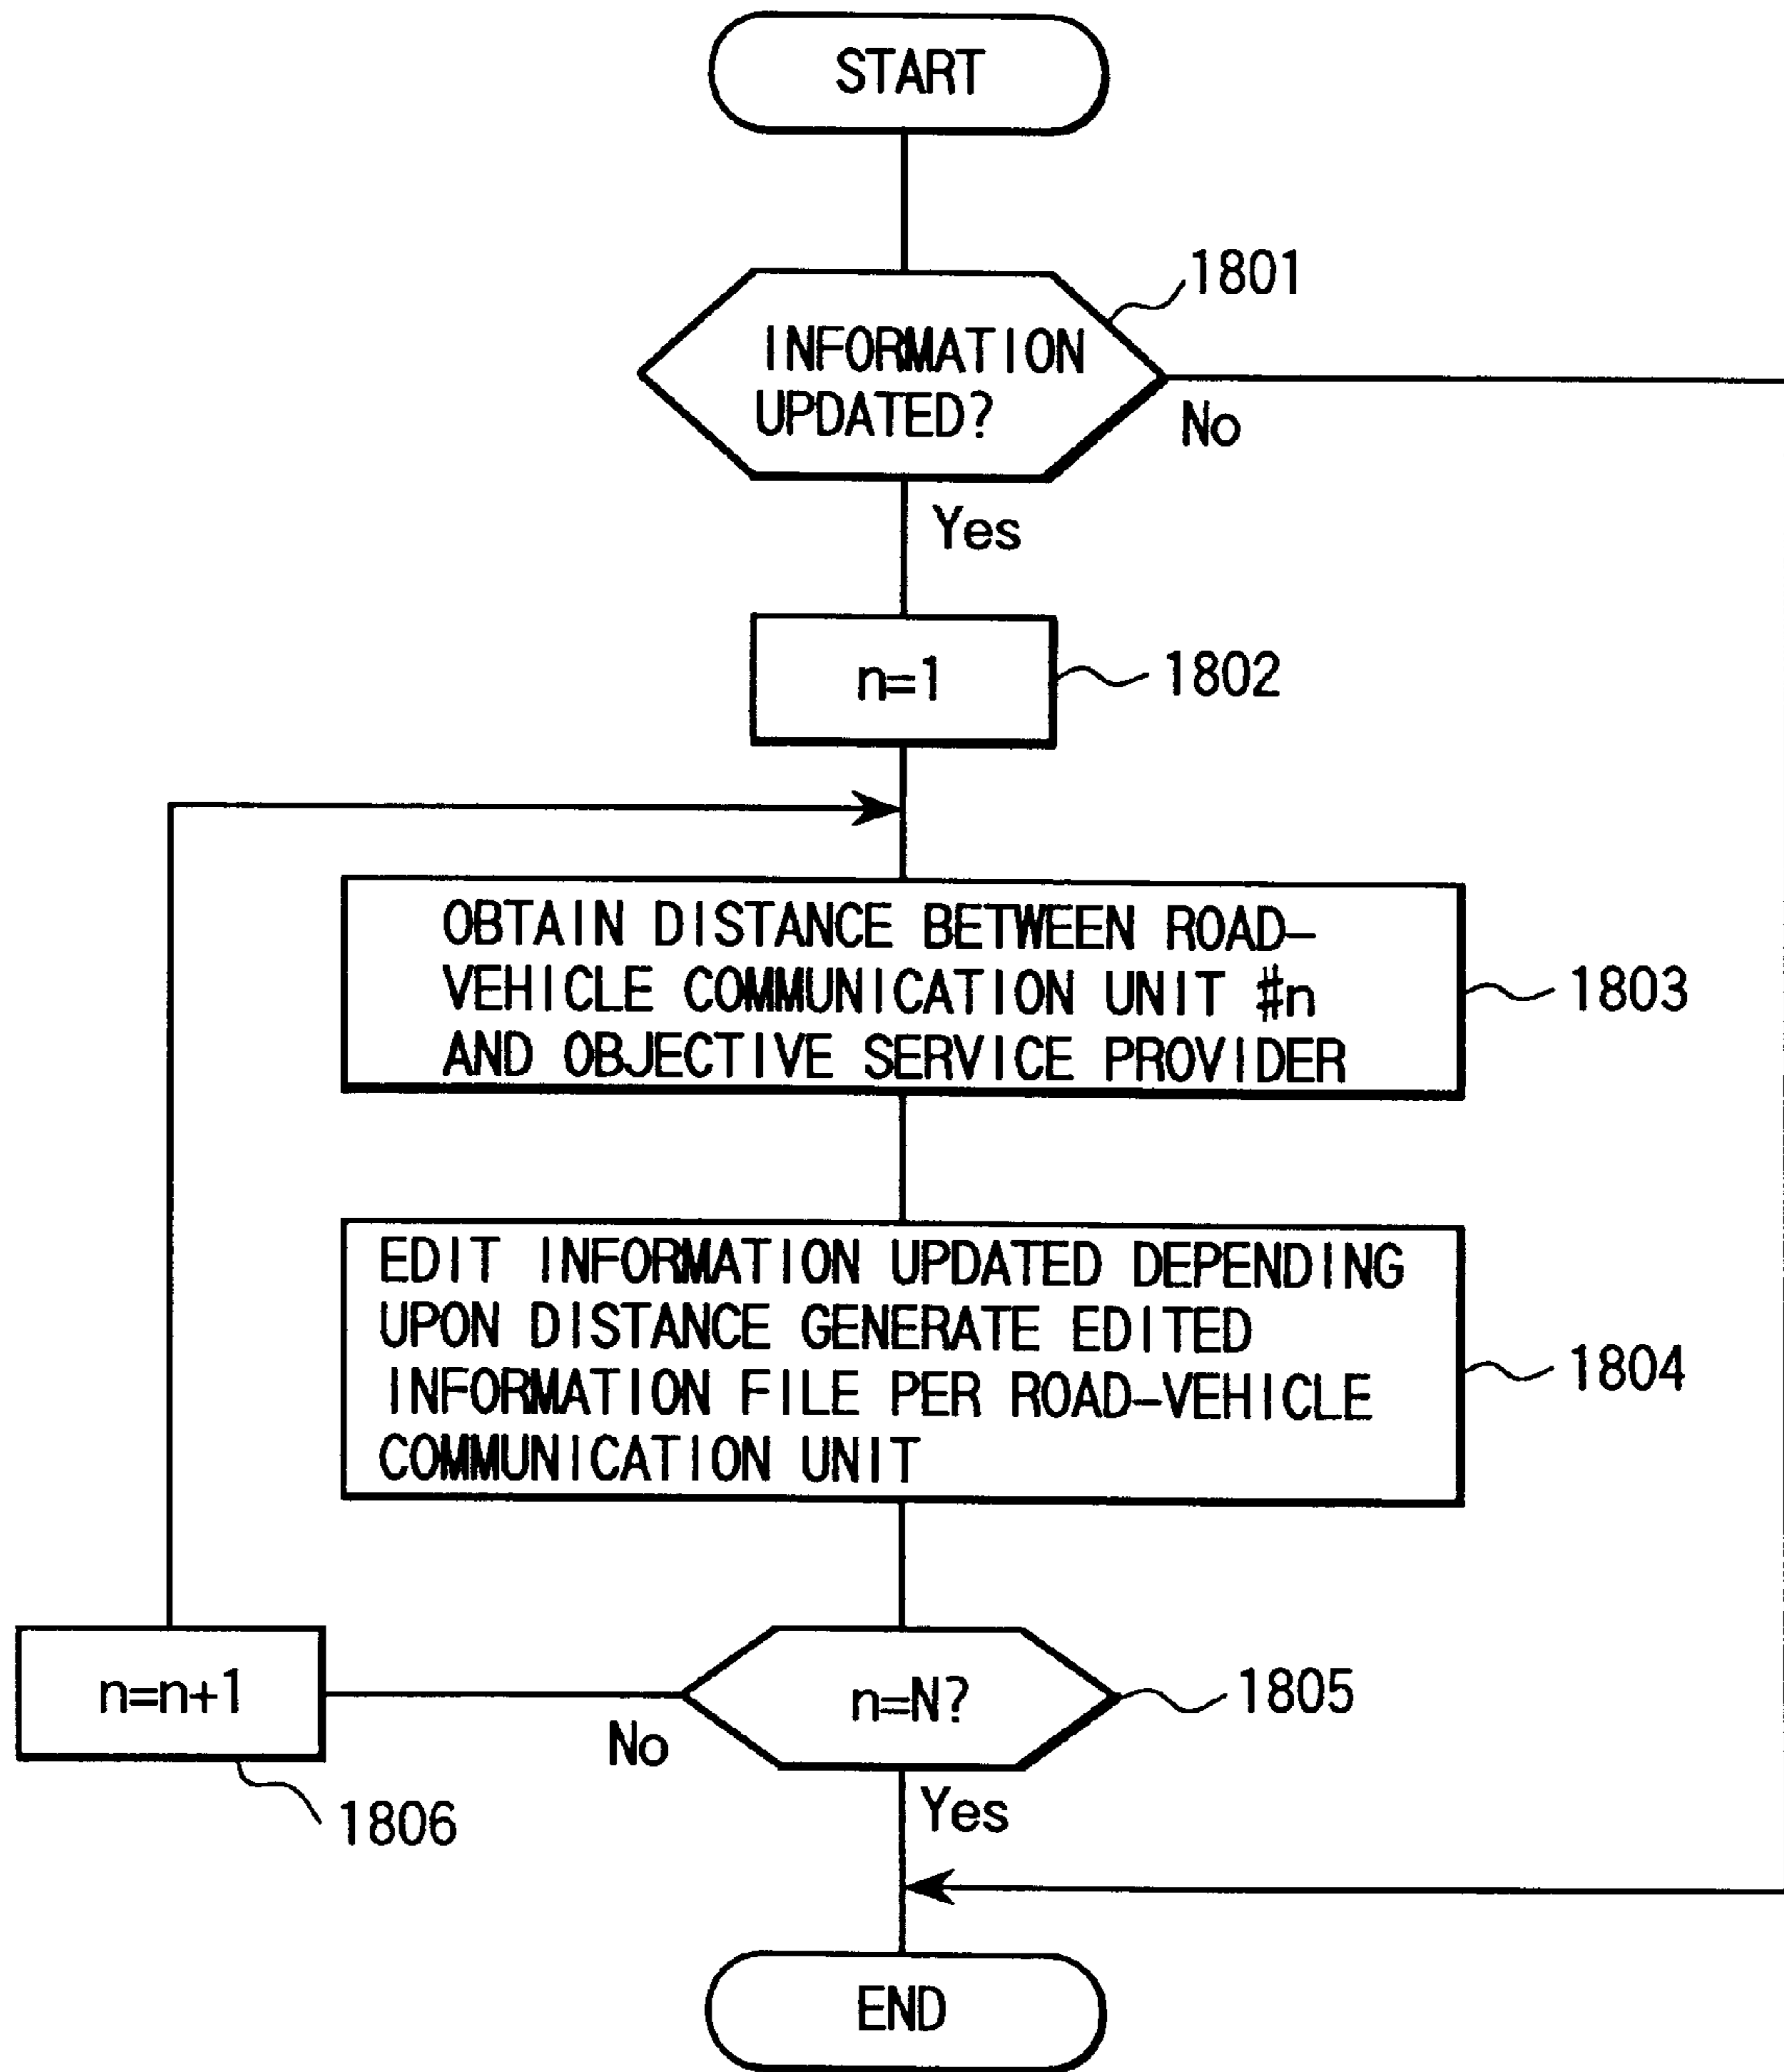 START
1801
INFORMATION
UPDATED?
No
Yes
n=1
1802
OBTAIN DISTANCE BETWEEN ROAD-
VEHICLE COMMUNICATION UNIT #n
AND OBJECTIVE SERVICE PROVIDER
1803
EDIT INFORMATION UPDATED DEPENDING
UPON DISTANCE GENERATE EDITED
INFORMATION FILE PER ROAD-VEHICLE
COMMUNICATION UNIT
1804
n=n+1
n=N?
1805
No
1806
Yes
END